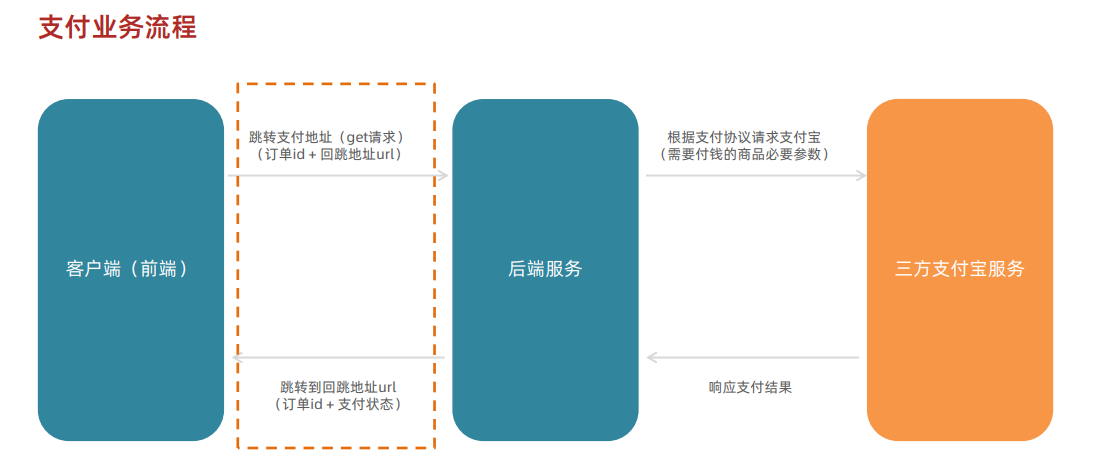 支付业务流程
跳转支付地址（get请求）
（订单id + 回跳地址url）
根据支付协议请求支付宝
（需要付钱的商品必要参数）
客户端（前端）
后端服务
三方支付宝服务
跳转到回跳地址url
（订单id + 支付状态）
响应支付结果